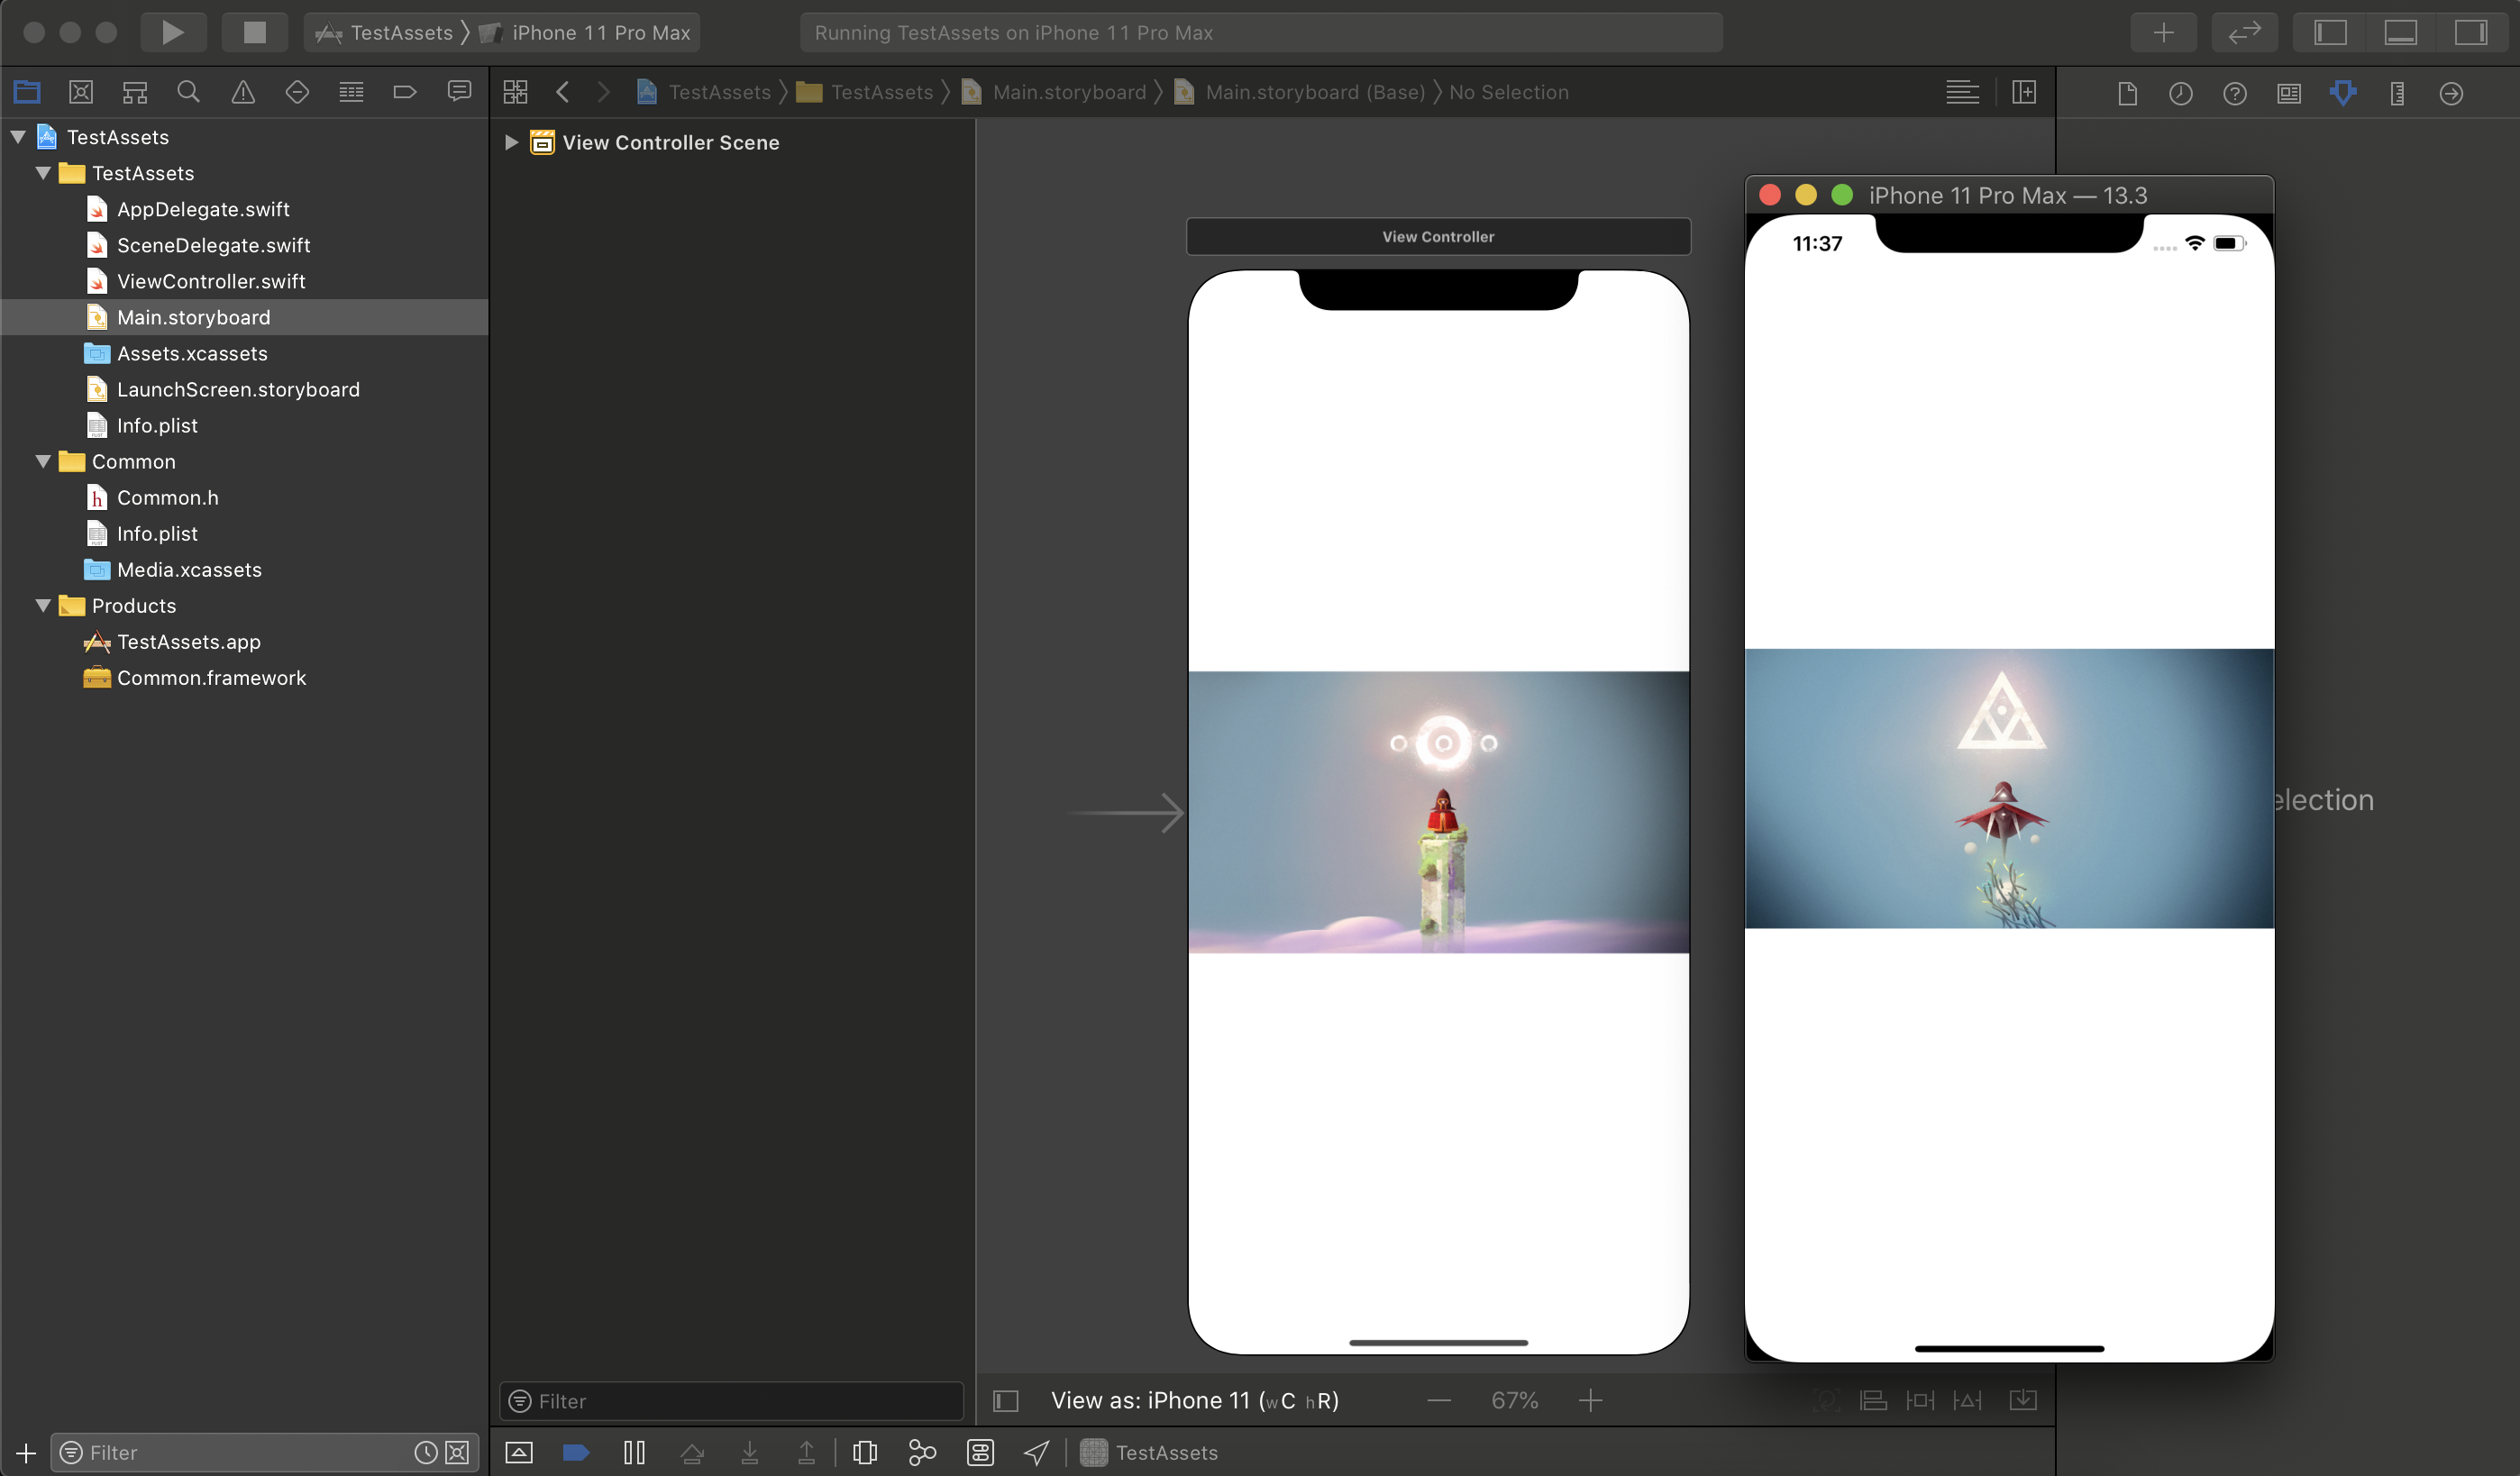 TestAssets 〉 iPhone 11 Pro Max
Running TestAssets on iPhone 11 Pro Max
TestAssets 〉 TestAssets 〉 Main.storyboard 〉 Main.storyboard (Base) 〉 No Selection
TestAssets
TestAssets
AppDelegate.swift
SceneDelegate.swift
ViewController.swift
Main.storyboard
Assets.xcassets
LaunchScreen.storyboard
Info.plist
Common
h Common.h
Info.plist
Media.xcassets
Products
TestAssets.app
Common.framework
Filter
View Controller Scene
Filter
View Controller
View as: iPhone 11 (wC hR)
67%
TestAssets
iPhone 11 Pro Max — 13.3
11:37
election